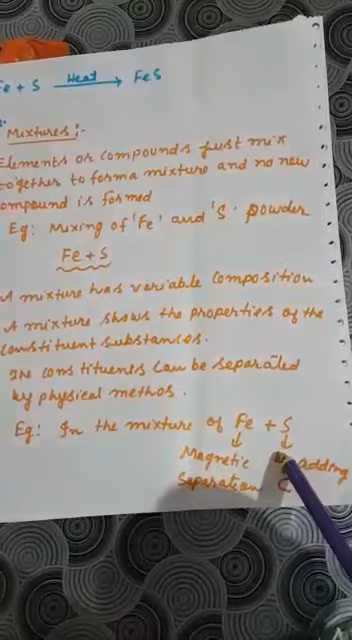 Fe + S Heat → FeS
Mixtures :-
Elements or compounds just mix
together to form a mixture and no new
compound is formed
Eg: Mixing of 'Fe' and 'S' powder
Fe + S
A mixture has variable composition
A mixture shows the properties of the
constituent substances.
The constituents can be separated
by physical methos.
Eg: In the mixture of Fe + S
↓ ↓
Magnetic by adding
Separation C